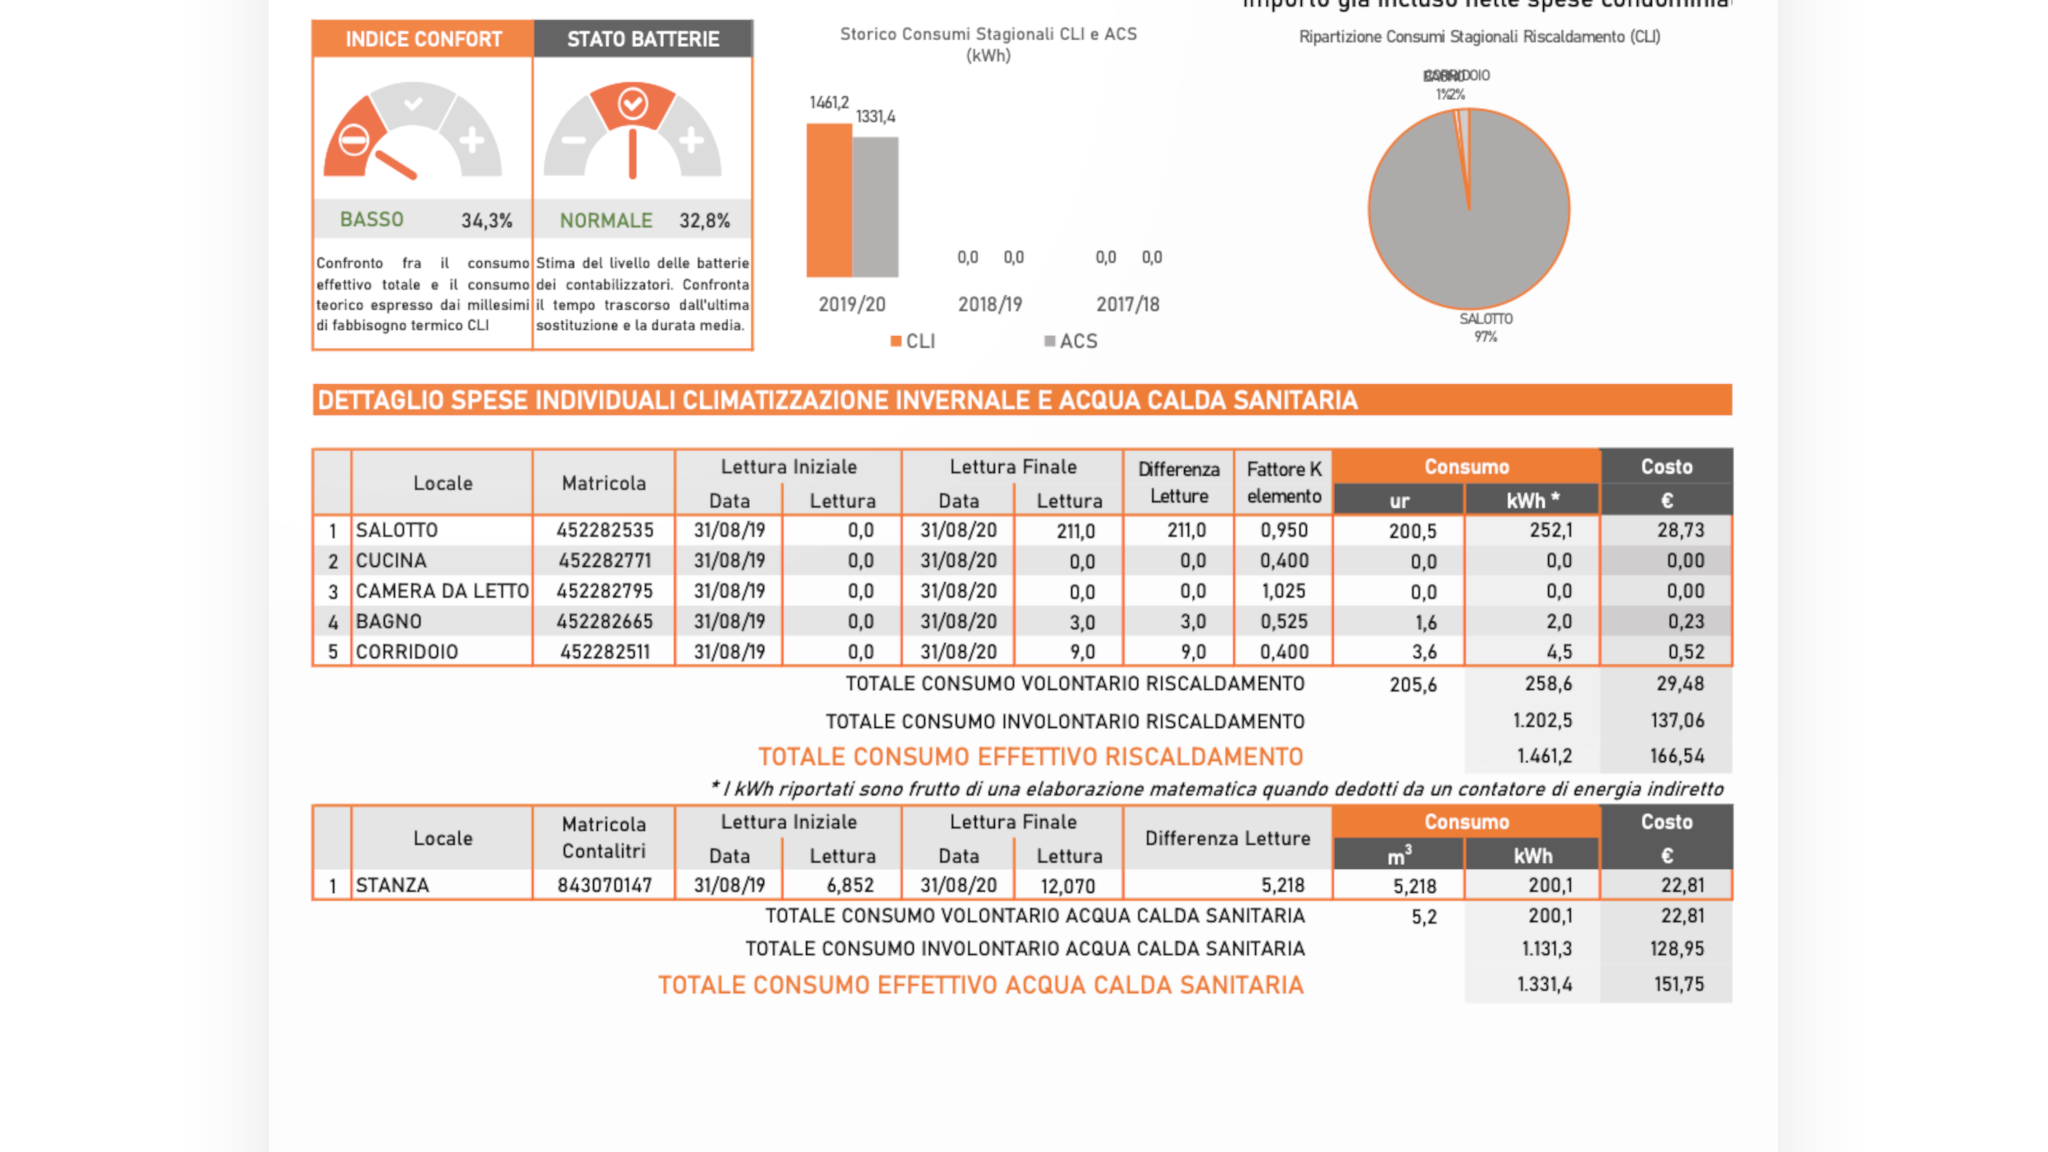 INDICE CONFORT STATO BATTERIE
BASSO 34,3% NORMALE 32,8%
Confronto fra il consumo
effettivo totale e il consumo
teorico espresso dai millesimi
di fabbisogno termico CLI
Stima del livello delle batterie
dei contabilizzatori. Confronta
il tempo trascorso dall'ultima
sostituzione e la durata media.
Storico Consumi Stagionali CLI e ACS
(kWh)
1461,2
1331,4
0,0 0,0 0,0 0,0
2019/20 2018/19 2017/18
CLI ACS
Importo già incluso nelle spese
Ripartizione Consumi Stagionali Riscaldamento (CLI)
CORRIDOIO
1% 2%
SALOTTO
97%
DETTAGLIO SPESE INDIVIDUALI CLIMATIZZAZIONE INVERNALE E ACQUA CALDA SANITARIA
Locale Matricola Lettura Iniziale Lettura Finale Differenza Letture Fattore K elemento Consumo Costo
Data Lettura Data Lettura ur kWh * €
1 SALOTTO 452282535 31/08/19 0,0 31/08/20 211,0 211,0 0,950 200,5 252,1 28,73
2 CUCINA 452282771 31/08/19 0,0 31/08/20 0,0 0,0 0,400 0,0 0,0 0,00
3 CAMERA DA LETTO 452282795 31/08/19 0,0 31/08/20 0,0 0,0 1,025 0,0 0,0 0,00
4 BAGNO 452282665 31/08/19 0,0 31/08/20 3,0 3,0 0,525 1,6 2,0 0,23
5 CORRIDOIO 452282511 31/08/19 0,0 31/08/20 9,0 9,0 0,400 3,6 4,5 0,52
TOTALE CONSUMO VOLONTARIO RISCALDAMENTO 205,6 258,6 29,48
TOTALE CONSUMO INVOLONTARIO RISCALDAMENTO 1.202,5 137,06
TOTALE CONSUMO EFFETTIVO RISCALDAMENTO 1.461,2 166,54
* I kWh riportati sono frutto di una elaborazione matematica quando dedotti da un contatore di energia indiretto
Locale Matricola Contalitri Lettura Iniziale Lettura Finale Differenza Letture Consumo Costo
Data Lettura Data Lettura m³ kWh €
1 STANZA 843070147 31/08/19 6,852 31/08/20 12,070 5,218 5,218 200,1 22,81
TOTALE CONSUMO VOLONTARIO ACQUA CALDA SANITARIA 5,2 200,1 22,81
TOTALE CONSUMO INVOLONTARIO ACQUA CALDA SANITARIA 1.131,3 128,95
TOTALE CONSUMO EFFETTIVO ACQUA CALDA SANITARIA 1.331,4 151,75